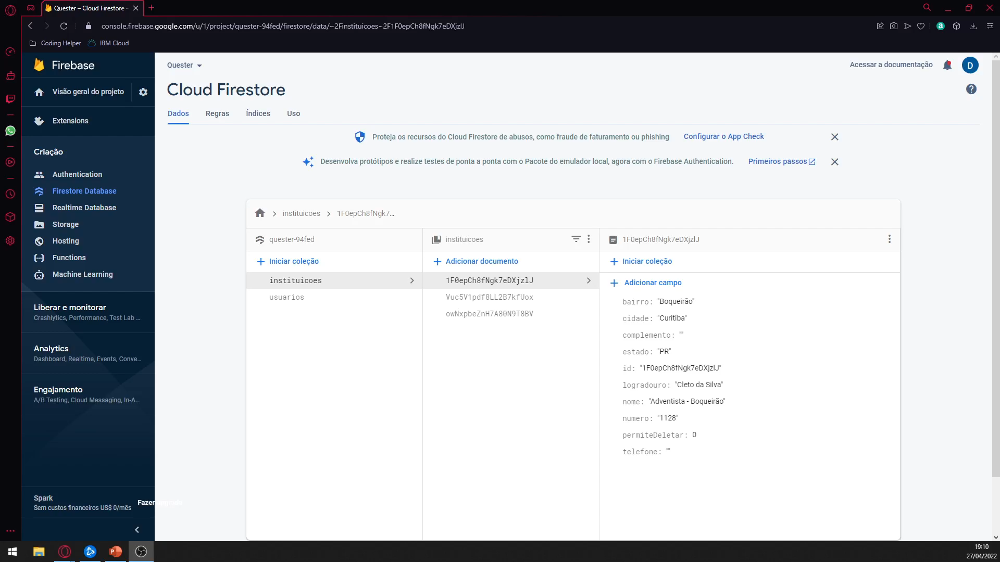 Quester – Cloud Firestore -
console.firebase.google.com/u/1/project/quester-94fed/firestore/data/~2Finstituicoes~2F1F0epCh8fNgk7eDXjzlJ
Coding Helper
IBM Cloud
Firebase
Visão geral do projeto
Extensions
Criação
Authentication
Firestore Database
Realtime Database
Storage
Hosting
Functions
Machine Learning
Liberar e monitorar
Crashlytics, Performance, Test Lab ...
Analytics
Dashboard, Realtime, Events, Conve...
Engajamento
A/B Testing, Cloud Messaging, In-A...
Spark
Sem custos financeiros US$ 0/mês
Fazer
Quester
Acessar a documentação
D
Cloud Firestore
Dados
Regras
Índices
Uso
Proteja os recursos do Cloud Firestore de abusos, como fraude de faturamento ou phishing
Configurar o App Check
Desenvolva protótipos e realize testes de ponta a ponta com o Pacote do emulador local, agora com o Firebase Authentication.
Primeiros passos
instituicoes
1F0epCh8fNgk7...
quester-94fed
Iniciar coleção
instituicoes
usuarios
instituicoes
Adicionar documento
1F0epCh8fNgk7eDXjzlJ
Vuc5V1pdf8LL2B7kfUox
owNxpbeZnH7A80N9T8BV
1F0epCh8fNgk7eDXjzlJ
Iniciar coleção
Adicionar campo
bairro: "Boqueirão"
cidade: "Curitiba"
complemento: ""
estado: "PR"
id: "1F0epCh8fNgk7eDXjzlJ"
logradouro: "Cleto da Silva"
nome: "Adventista - Boqueirão"
numero: "1128"
permiteDeletar: 0
telefone: ""
19:10
27/04/2022